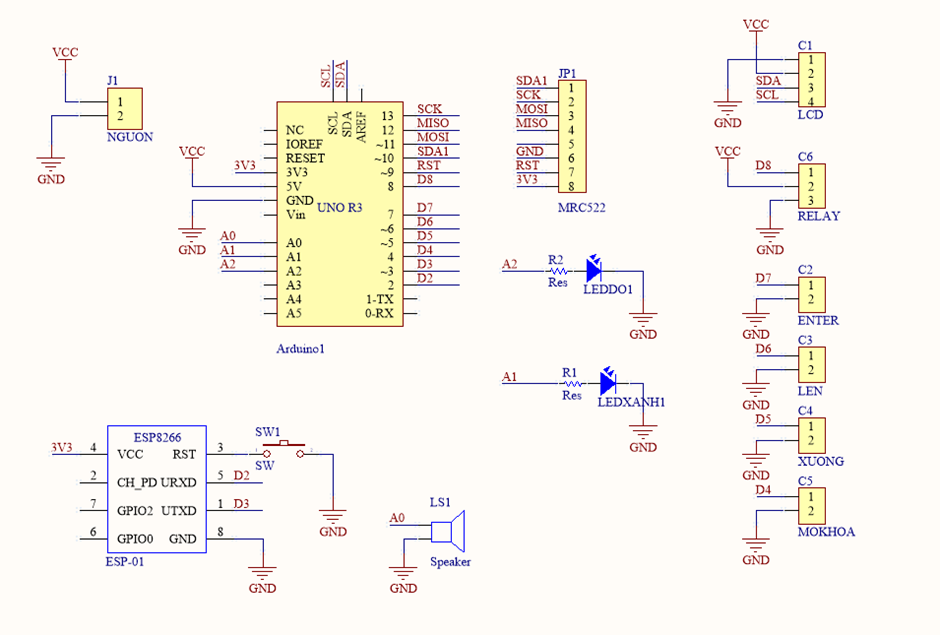 VCC
J1
1
2
NGUON
GND
SCL
SDA
SCL
SDA
AREF
NC
IOREF
RESET
3V3
3V3
VCC
5V
GND
GND
Vin
A0
A0
A1
A1
A2
A2
A3
A4
A5
UNO R3
13
SCK
12
MISO
~11
MOSI
~10
SDA1
~9
RST
8
D8
7
D7
~6
D6
~5
D5
4
D4
~3
D3
2
D2
1-TX
0-RX
Arduino1
JP1
SDA1
1
SCK
2
MOSI
3
MISO
4
5
GND
6
RST
7
3V3
8
MRC522
A2
R2
Res
LEDDO1
GND
A1
R1
Res
LEDXANH1
GND
VCC
C1
1
2
SDA
3
SCL
4
LCD
GND
VCC
C6
D8
1
2
3
RELAY
GND
C2
D7
1
2
ENTER
GND
C3
D6
1
2
LEN
GND
C4
D5
1
2
XUONG
GND
C5
D4
1
2
MOKHOA
GND
ESP8266
3V3
4
VCC
RST
3
2
CH_PD
URXD
5
D2
7
GPIO2
UTXD
1
D3
6
GPIO0
GND
8
ESP-01
GND
SW1
SW
GND
LS1
A0
Speaker
GND